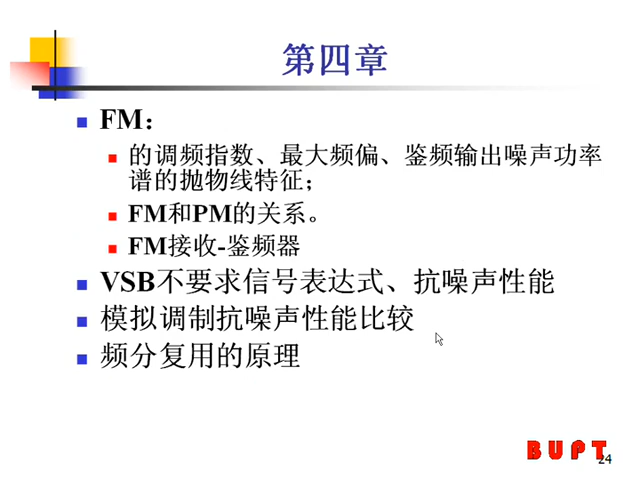 第四章
FM：
的调频指数、最大频偏、鉴频输出噪声功率
谱的抛物线特征；
FM和PM的关系。
FM接收-鉴频器
VSB不要求信号表达式、抗噪声性能
模拟调制抗噪声性能比较
频分复用的原理
BUPT
24